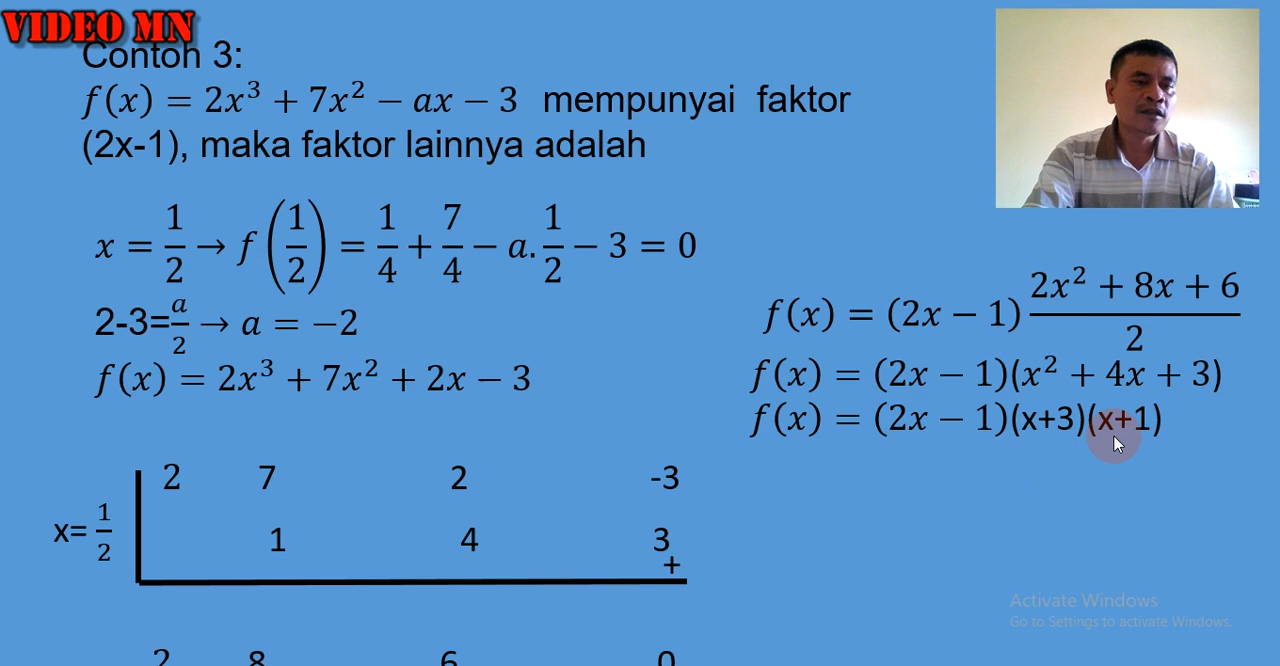 VIDEO MN
Contoh 3:
f(x) = 2x³ + 7x² − ax − 3 mempunyai faktor
(2x-1), maka faktor lainnya adalah
x = 1/2 → f(1/2) = 1/4 + 7/4 − a. 1/2 − 3 = 0
2-3= a/2 → a = −2
f(x) = 2x³ + 7x² + 2x − 3
x= 1/2
2 7 2 -3
1 4 3
+
2 8 6 0
f(x) = (2x − 1) (2x² + 8x + 6)/2
f(x) = (2x − 1)(x² + 4x + 3)
f(x) = (2x − 1)(x+3)(x+1)
Activate Windows
Go to Settings to activate Windows.